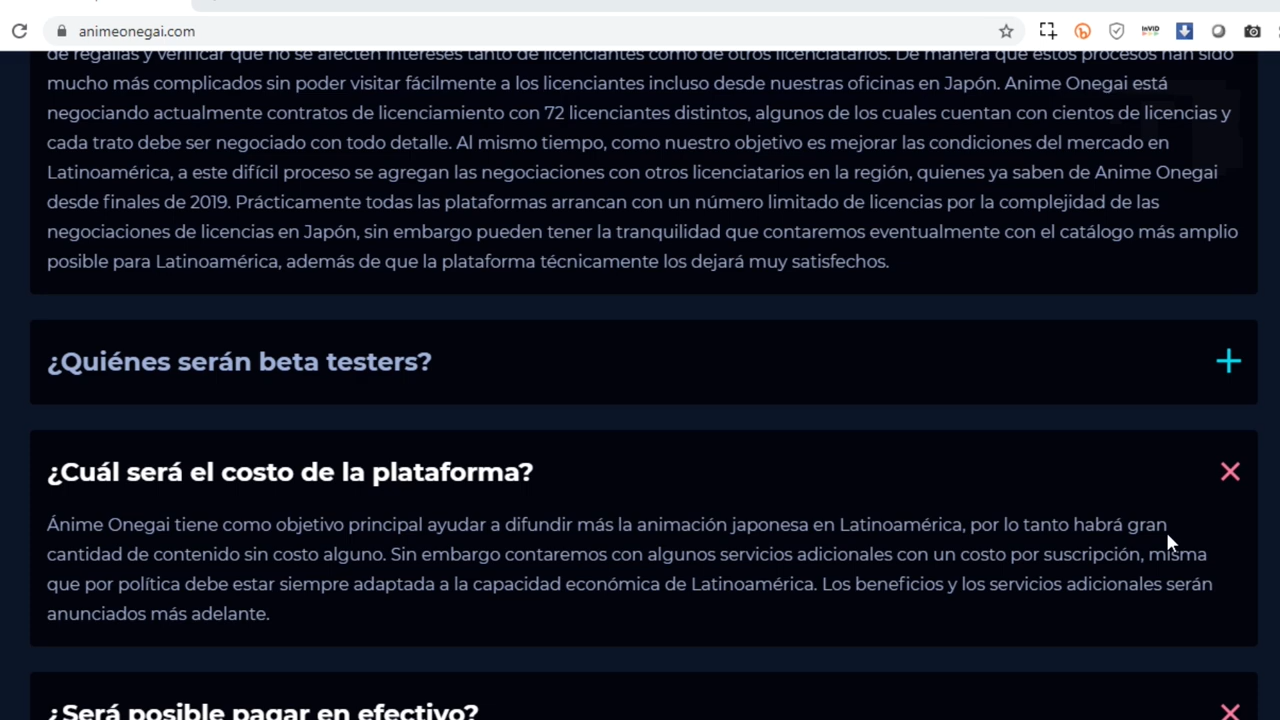 animeonegai.com
de regalías y verificar que no se afecten intereses tanto de licenciantes como de otros licenciatarios. De manera que estos procesos han sido
mucho más complicados sin poder visitar fácilmente a los licenciantes incluso desde nuestras oficinas en Japón. Anime Onegai está
negociando actualmente contratos de licenciamiento con 72 licenciantes distintos, algunos de los cuales cuentan con cientos de licencias y
cada trato debe ser negociado con todo detalle. Al mismo tiempo, como nuestro objetivo es mejorar las condiciones del mercado en
Latinoamérica, a este difícil proceso se agregan las negociaciones con otros licenciatarios en la región, quienes ya saben de Anime Onegai
desde finales de 2019. Prácticamente todas las plataformas arrancan con un número limitado de licencias por la complejidad de las
negociaciones de licencias en Japón, sin embargo pueden tener la tranquilidad que contaremos eventualmente con el catálogo más amplio
posible para Latinoamérica, además de que la plataforma técnicamente los dejará muy satisfechos.
¿Quiénes serán beta testers?
¿Cuál será el costo de la plataforma?
Ánime Onegai tiene como objetivo principal ayudar a difundir más la animación japonesa en Latinoamérica, por lo tanto habrá gran
cantidad de contenido sin costo alguno. Sin embargo contaremos con algunos servicios adicionales con un costo por suscripción, misma
que por política debe estar siempre adaptada a la capacidad económica de Latinoamérica. Los beneficios y los servicios adicionales serán
anunciados más adelante.
¿Será posible pagar en efectivo?